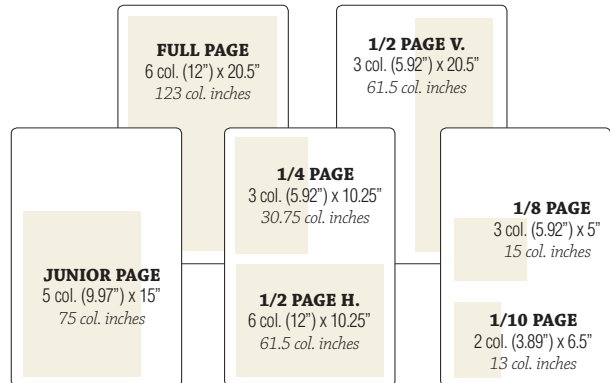 FULL PAGE
6 col. (12”) x 20.5”
123 col. inches
1/2 PAGE V.
3 col. (5.92”) x 20.5”
61.5 col. inches
JUNIOR PAGE
5 col. (9.97”) x 15”
75 col. inches
1/4 PAGE
3 col. (5.92”) x 10.25”
30.75 col. inches
1/2 PAGE H.
6 col. (12”) x 10.25”
61.5 col. inches
1/8 PAGE
3 col. (5.92”) x 5”
15 col. inches
1/10 PAGE
2 col. (3.89”) x 6.5”
13 col. inches